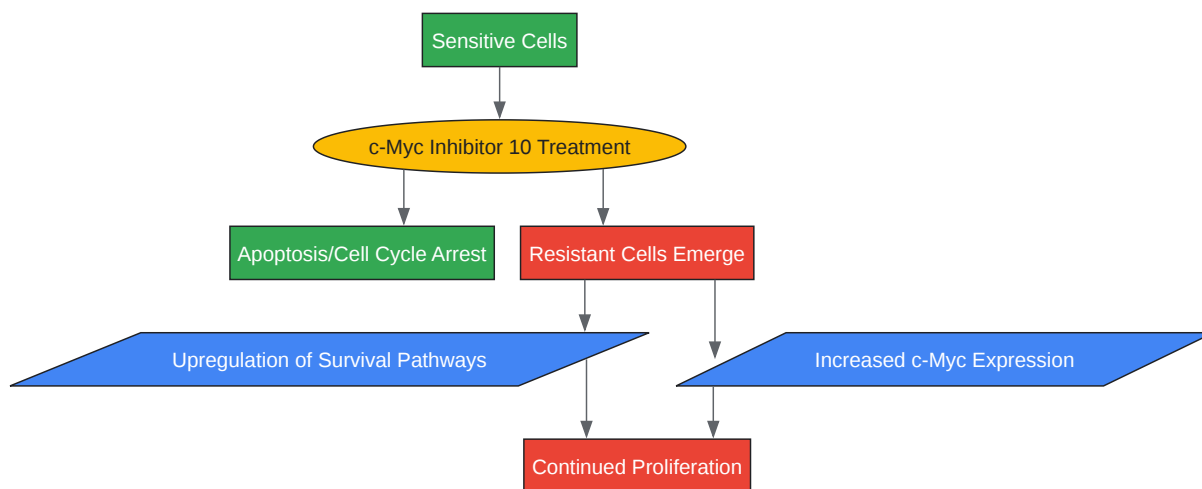 Sensitive Cells
c-Myc Inhibitor 10 Treatment
Apoptosis/Cell Cycle Arrest
Resistant Cells Emerge
Upregulation of Survival Pathways
Increased c-Myc Expression
Continued Proliferation